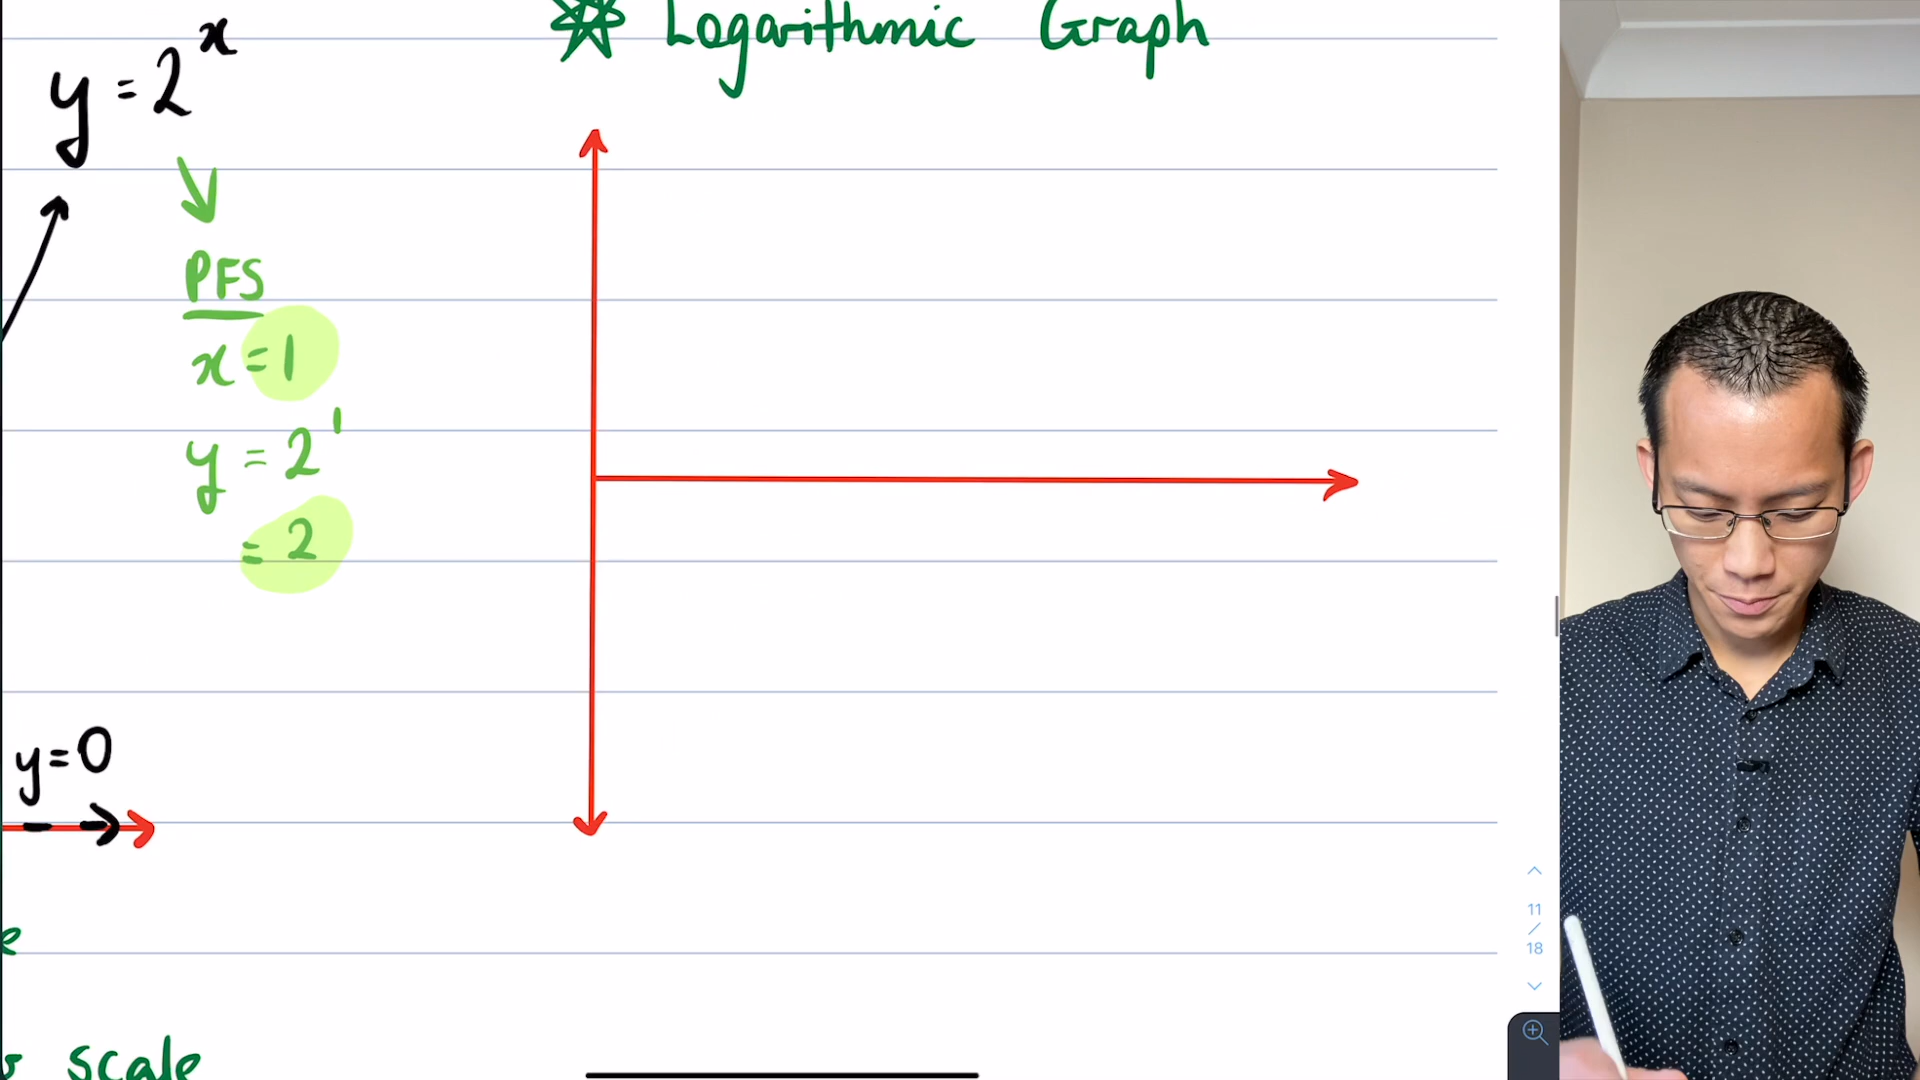 y = 2^x
Logarithmic Graph
PFS
x = 1
y = 2^1
= 2
y=0
scale
11
/
18